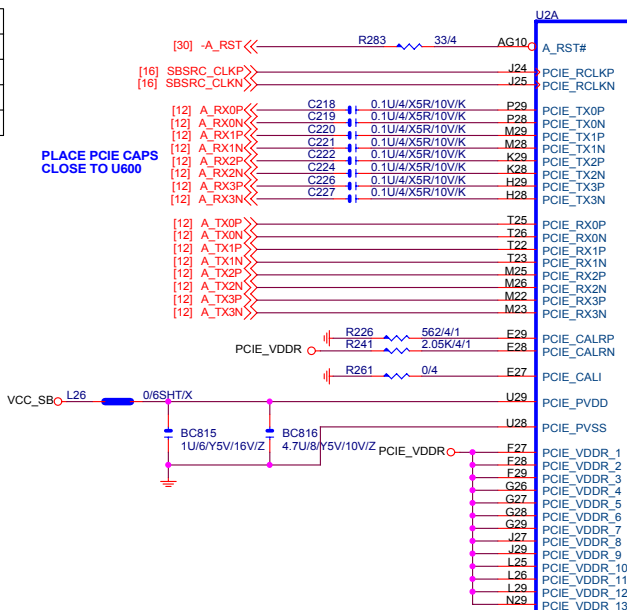 U2A
[30] -A_RST R283 33/4 AG10 A_RST#
[16] SBSRC_CLKP J24 PCIE_RCLKP
[16] SBSRC_CLKN J25 PCIE_RCLKN
[12] A_RX0P C218 0.1U/4/X5R/10V/K P29 PCIE_TX0P
[12] A_RX0N C219 0.1U/4/X5R/10V/K P28 PCIE_TX0N
[12] A_RX1P C220 0.1U/4/X5R/10V/K M29 PCIE_TX1P
[12] A_RX1N C221 0.1U/4/X5R/10V/K M28 PCIE_TX1N
[12] A_RX2P C222 0.1U/4/X5R/10V/K K29 PCIE_TX2P
[12] A_RX2N C224 0.1U/4/X5R/10V/K K28 PCIE_TX2N
[12] A_RX3P C226 0.1U/4/X5R/10V/K H29 PCIE_TX3P
[12] A_RX3N C227 0.1U/4/X5R/10V/K H28 PCIE_TX3N
PLACE PCIE CAPS
CLOSE TO U600
[12] A_TX0P T25 PCIE_RX0P
[12] A_TX0N T26 PCIE_RX0N
[12] A_TX1P T22 PCIE_RX1P
[12] A_TX1N T23 PCIE_RX1N
[12] A_TX2P M25 PCIE_RX2P
[12] A_TX2N M26 PCIE_RX2N
[12] A_TX3P M22 PCIE_RX3P
[12] A_TX3N M23 PCIE_RX3N
R226 562/4/1 E29 PCIE_CALRP
PCIE_VDDR R241 2.05K/4/1 E28 PCIE_CALRN
R261 0/4 E27 PCIE_CALI
VCC_SB L26 0/6SHT/X U29 PCIE_PVDD
U28 PCIE_PVSS
BC815
1U/6/Y5V/16V/Z
BC816
4.7U/8/Y5V/10V/Z
PCIE_VDDR
F27 PCIE_VDDR_1
F28 PCIE_VDDR_2
F29 PCIE_VDDR_3
G26 PCIE_VDDR_4
G27 PCIE_VDDR_5
G28 PCIE_VDDR_6
G29 PCIE_VDDR_7
J27 PCIE_VDDR_8
J29 PCIE_VDDR_9
L25 PCIE_VDDR_10
L26 PCIE_VDDR_11
L29 PCIE_VDDR_12
N29 PCIE_VDDR_13